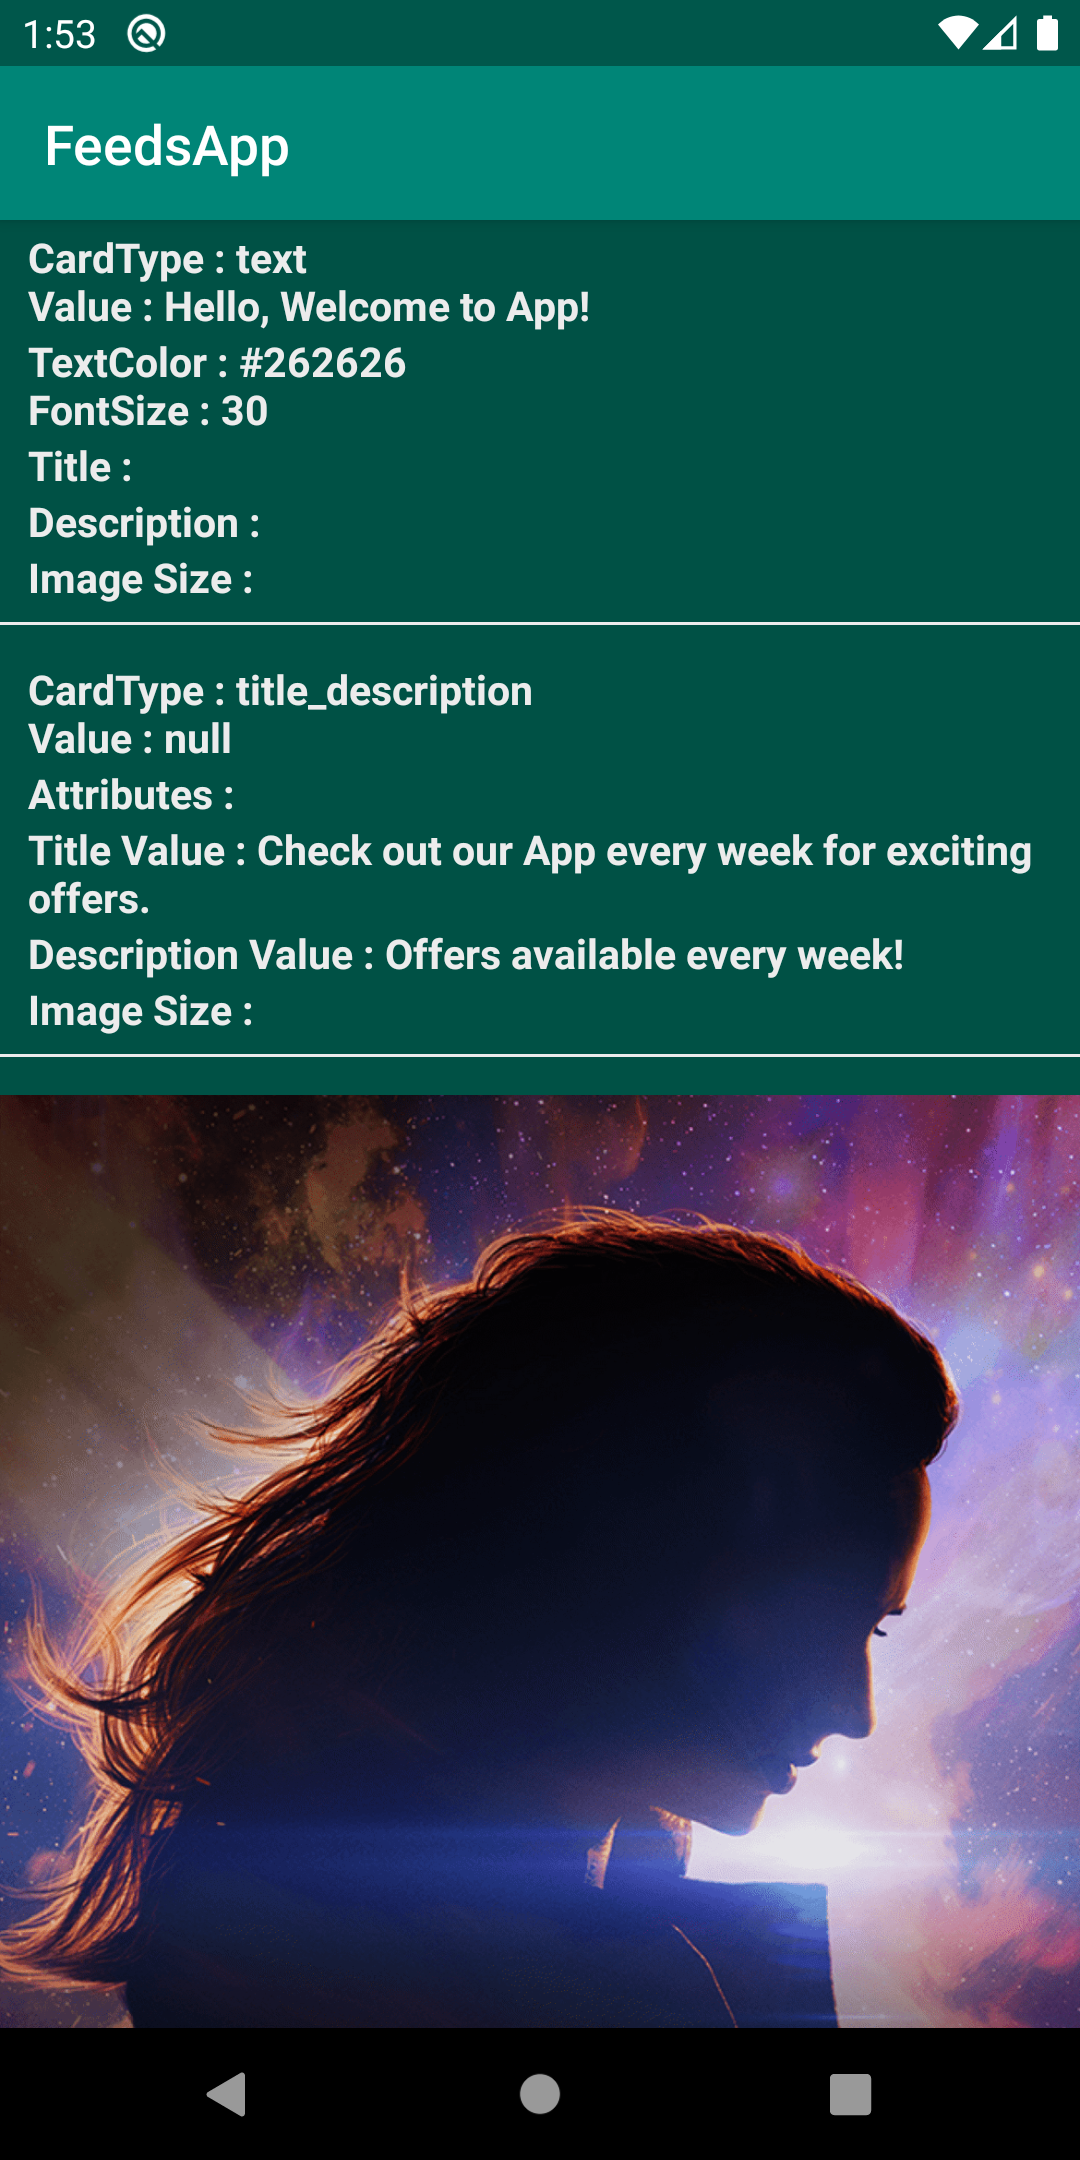 1:53
FeedsApp
CardType : text
Value : Hello, Welcome to App!
TextColor : #262626
FontSize : 30
Title :
Description :
Image Size :
CardType : title_description
Value : null
Attributes :
Title Value : Check out our App every week for exciting
offers.
Description Value : Offers available every week!
Image Size :